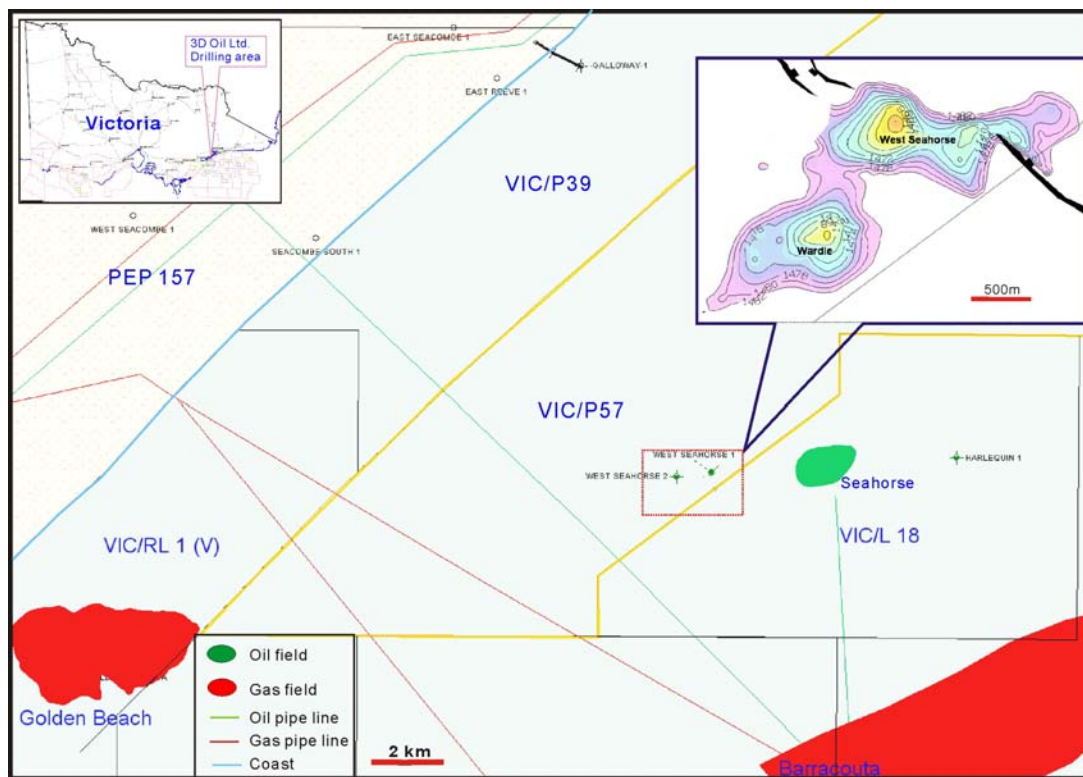 3D Oil Ltd.
Drilling area
Victoria
EAST SEACOMBE 1
GALLOWAY 1
EAST REEVE 1
VIC/P39
WEST SEACOMBE 1
SEACOMBE SOUTH 1
PEP 157
West Seahorse
Wardie
1478
500m
VIC/P57
WEST SEAHORSE 1
WEST SEAHORSE 2
HARLEQUIN 1
Seahorse
VIC/L 18
VIC/RL 1 (V)
Golden Beach
Oil field
Gas field
Oil pipe line
Gas pipe line
Coast
2 km
Barracouta